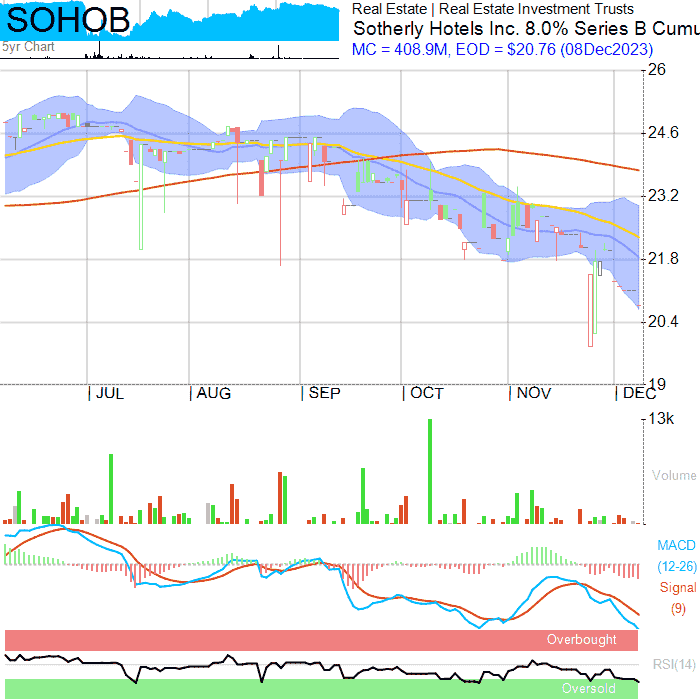 SOHOB
Real Estate | Real Estate Investment Trusts
Sotherly Hotels Inc. 8.0% Series B Cumu
MC = 408.9M, EOD = $20.76 (08Dec2023)
5yr Chart
26
24.6
23.2
21.8
20.4
19
JUL AUG SEP OCT NOV DEC
13k
Volume
MACD
(12-26)
Signal
(9)
Overbought
RSI(14)
Oversold